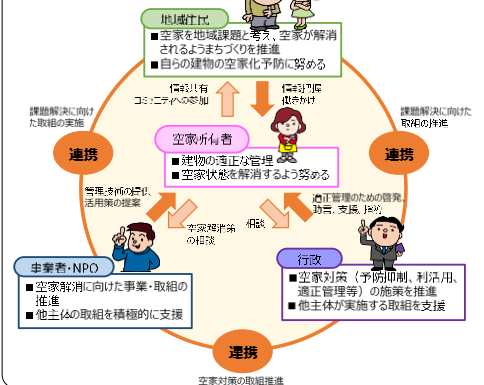 地域住民
■空家を地域課題と考え、空家が解消
されるようまちづくりを推進
■自らの建物の空家化予防に努める
情報共有
コミュニティへの参加
情報把握
働きかけ
課題解決に向け
た取組の実施
課題解決に向けた
取組の推進
連携
連携
空家所有者
■建物の適正な管理
■空家状態を解消するよう努める
管理技術の提供、
活用策の提案
空家解消策
の相談
相談
適正管理のための啓発、
助言、支援、指導
事業者・NPO
■空家解消に向けた事業・取組の
推進
■他主体の取組を積極的に支援
行政
■空家対策（予防抑制、利活用、
適正管理等）の施策を推進
■他主体が実施する取組を支援
連携
空家対策の取組推進